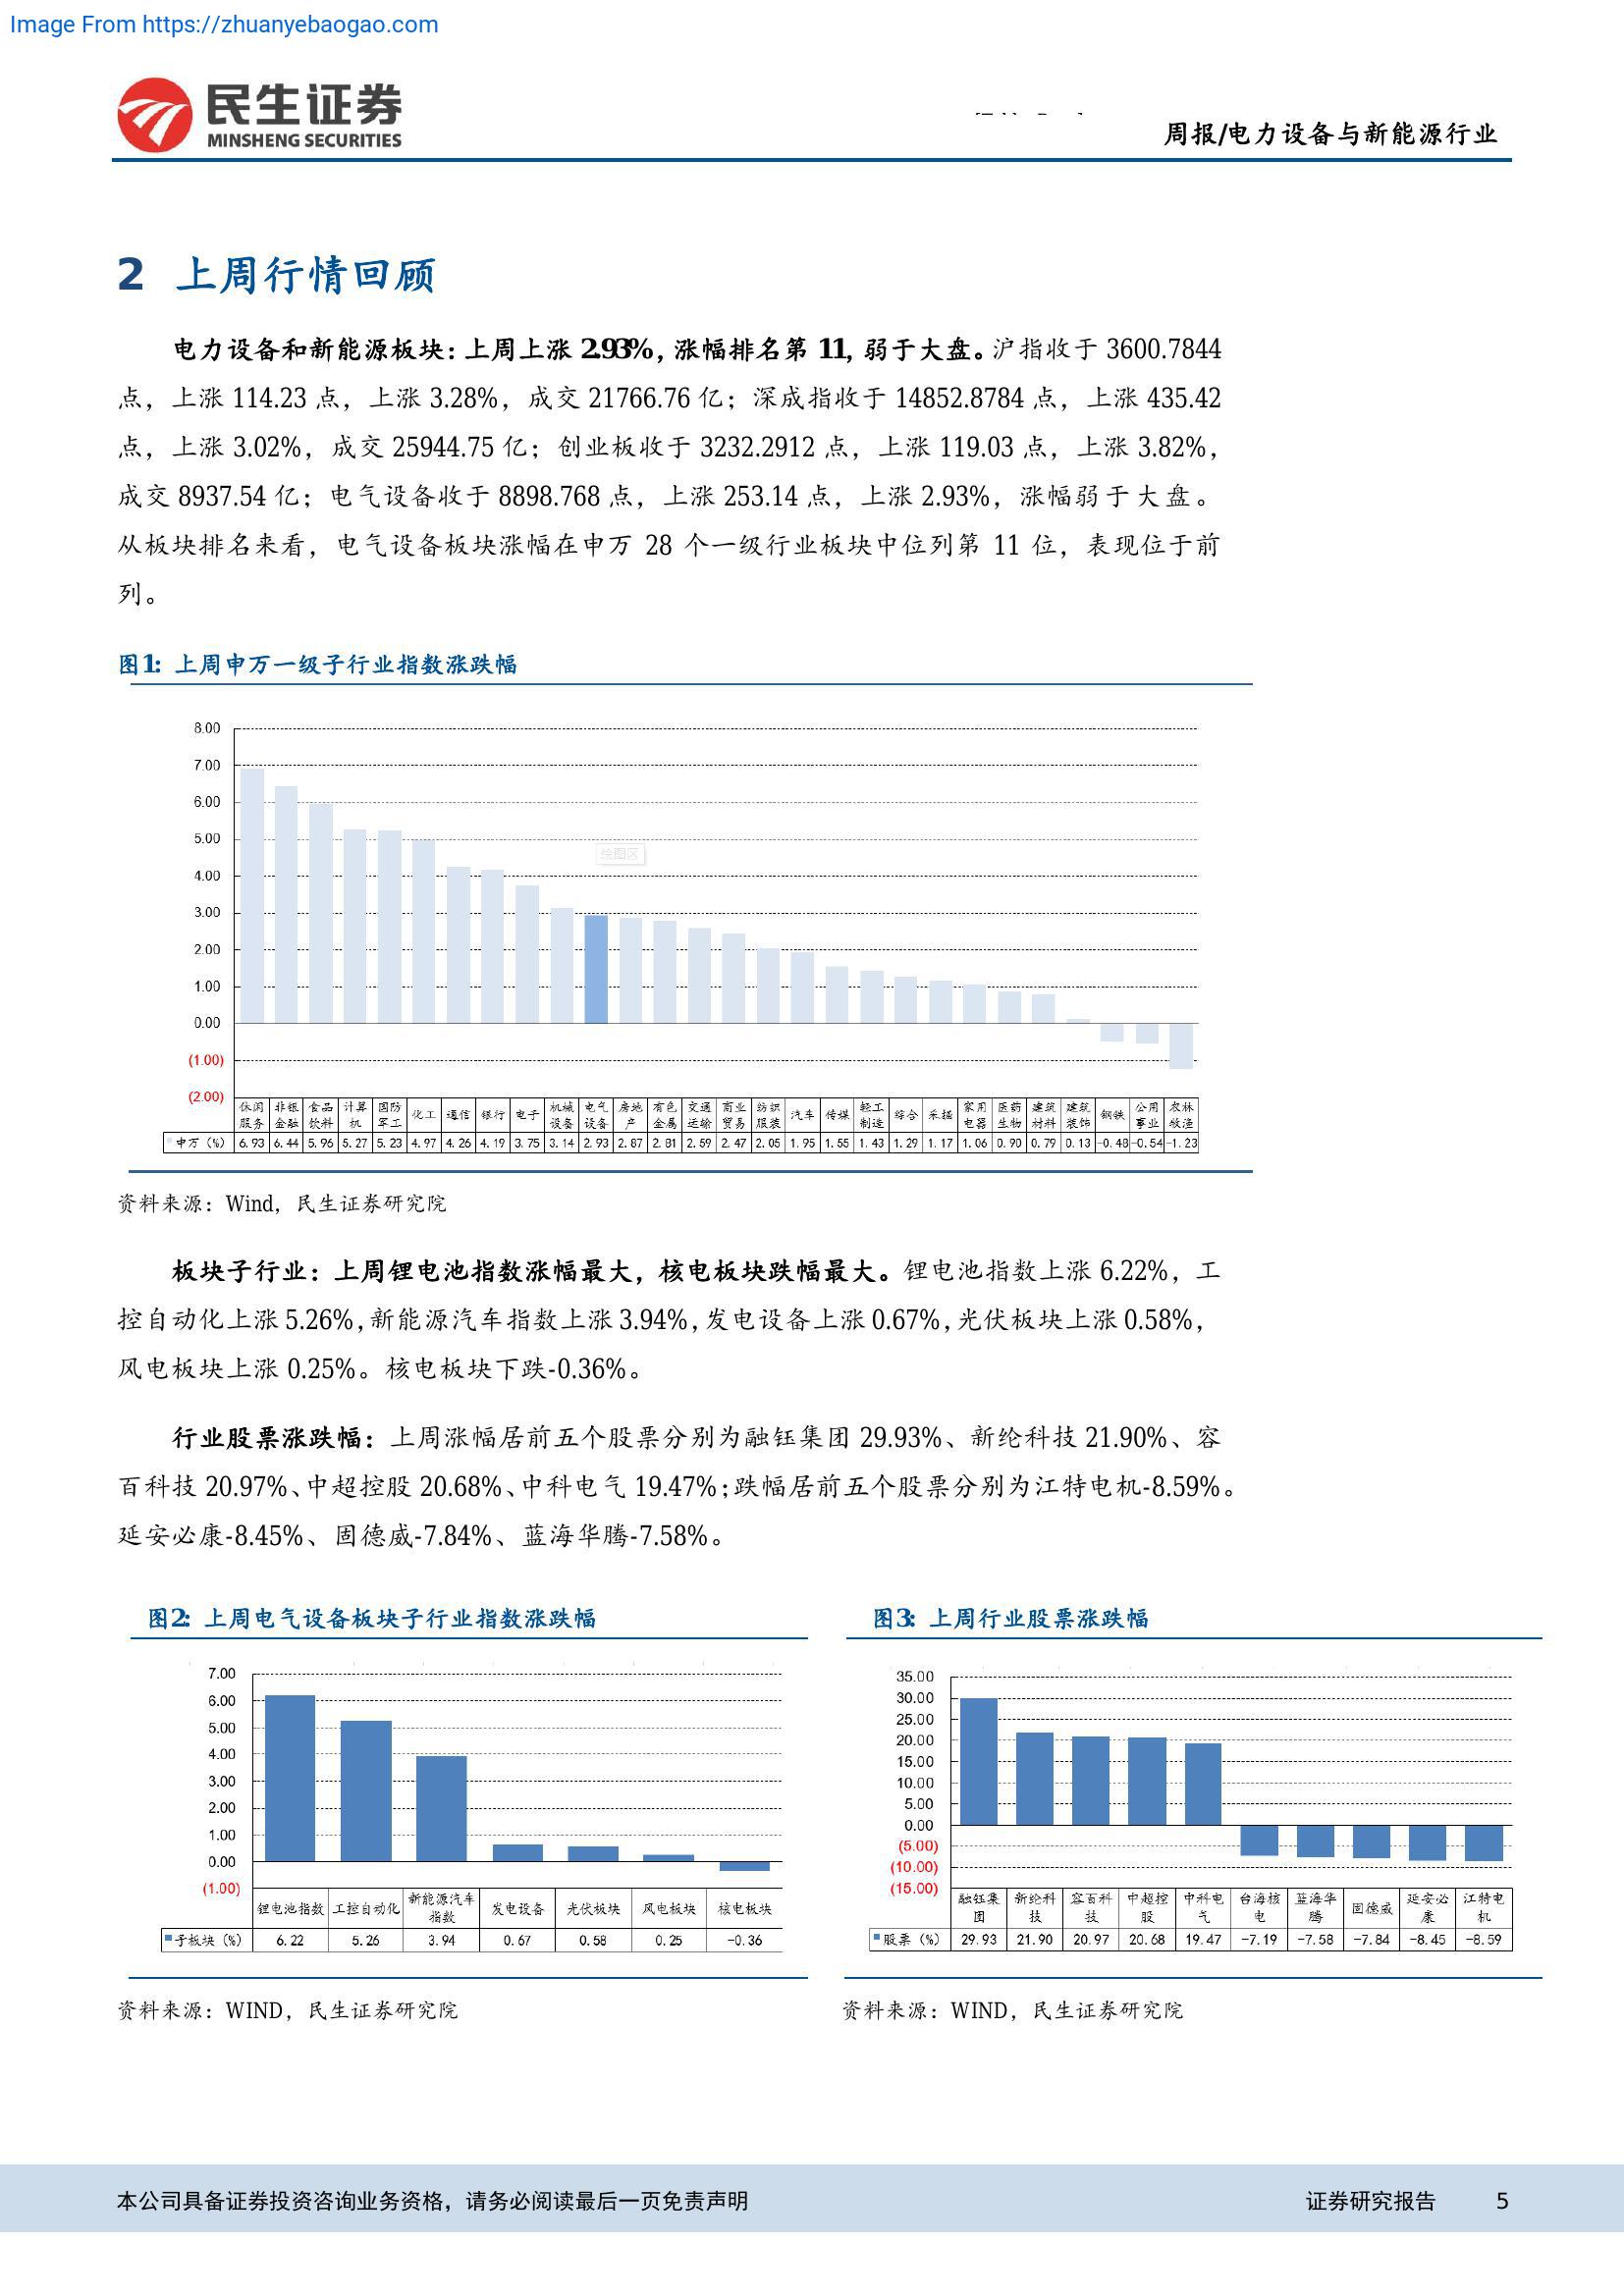 Image From https://zhuanyebaogao.com
民生证券
MINSHENG SECURITIES
周报/电力设备与新能源行业
2 上周行情回顾
电力设备和新能源板块：上周上涨 2.93%，涨幅排名第 11，弱于大盘。沪指收于 3600.7844
点，上涨 114.23 点，上涨 3.28%，成交 21766.76 亿；深成指收于 14852.8784 点，上涨 435.42
点，上涨 3.02%，成交 25944.75 亿；创业板收于 3232.2912 点，上涨 119.03 点，上涨 3.82%，
成交 8937.54 亿；电气设备收于 8898.768 点，上涨 253.14 点，上涨 2.93%，涨幅弱于大盘。
从板块排名来看，电气设备板块涨幅在申万 28 个一级行业板块中位列第 11 位，表现位于前
列。
图1：上周申万一级子行业指数涨跌幅
8.00
7.00
6.00
5.00
绘图区
4.00
3.00
2.00
1.00
0.00
(1.00)
(2.00)
休闲服务 非银金融 食品饮料 计算机 国防军工 化工 通信 银行 电子 机械设备 电气设备 房地产 有色金属 交通运输 商业贸易 纺织服装 汽车 传媒 轻工制造 综合 采掘 家用电器 医药生物 建筑材料 建筑装饰 钢铁 公用事业 农林牧渔
申万（%） 6.93 6.44 5.96 5.27 5.23 4.97 4.26 4.19 3.75 3.14 2.93 2.87 2.81 2.59 2.47 2.05 1.95 1.55 1.43 1.29 1.17 1.06 0.90 0.79 0.13 -0.48 -0.54 -1.23
资料来源：Wind，民生证券研究院
板块子行业：上周锂电池指数涨幅最大，核电板块跌幅最大。锂电池指数上涨 6.22%，工
控自动化上涨 5.26%，新能源汽车指数上涨 3.94%，发电设备上涨 0.67%，光伏板块上涨 0.58%，
风电板块上涨 0.25%。核电板块下跌-0.36%。
行业股票涨跌幅：上周涨幅居前五个股票分别为融钰集团 29.93%、新纶科技 21.90%、容
百科技 20.97%、中超控股 20.68%、中科电气 19.47%；跌幅居前五个股票分别为江特电机-8.59%。
延安必康-8.45%、固德威-7.84%、蓝海华腾-7.58%。
图2：上周电气设备板块子行业指数涨跌幅
7.00
6.00
5.00
4.00
3.00
2.00
1.00
0.00
(1.00)
锂电池指数 工控自动化 新能源汽车指数 发电设备 光伏板块 风电板块 核电板块
子板块（%） 6.22 5.26 3.94 0.67 0.58 0.25 -0.36
资料来源：WIND，民生证券研究院
图3：上周行业股票涨跌幅
35.00
30.00
25.00
20.00
15.00
10.00
5.00
0.00
(5.00)
(10.00)
(15.00)
融钰集团 新纶科技 容百科技 中超控股 中科电气 台海核电 蓝海华腾 固德威 延安必康 江特电机
股票（%） 29.93 21.90 20.97 20.68 19.47 -7.19 -7.58 -7.84 -8.45 -8.59
资料来源：WIND，民生证券研究院
本公司具备证券投资咨询业务资格，请务必阅读最后一页免责声明
证券研究报告 5